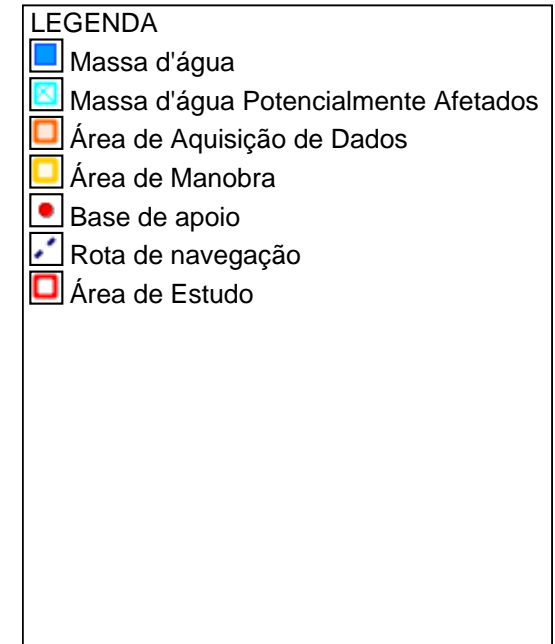 LEGENDA
Massa d'água
Massa d'água Potencialmente Afetados
Área de Aquisição de Dados
Área de Manobra
Base de apoio
Rota de navegação
Área de Estudo